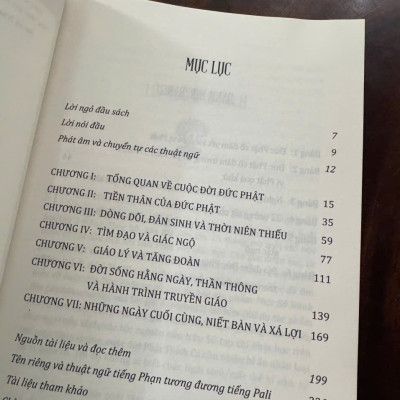 MỤC LỤC
Lời ngỏ đầu sách 7
Lời nói đầu 9
Phát âm và chuyển tự các thuật ngữ 12
CHƯƠNG I: TỔNG QUAN VỀ CUỘC ĐỜI ĐỨC PHẬT 15
CHƯƠNG II: TIỀN THÂN CỦA ĐỨC PHẬT 35
CHƯƠNG III: DÒNG DÕI, ĐẢN SINH VÀ THỜI NIÊN THIẾU 59
CHƯƠNG IV: TÌM ĐẠO VÀ GIÁC NGỘ 77
CHƯƠNG V: GIÁO LÝ VÀ TĂNG ĐOÀN 111
CHƯƠNG VI: ĐỜI SỐNG HẰNG NGÀY, THẦN THÔNG
VÀ HÀNH TRÌNH TRUYỀN GIÁO 139
CHƯƠNG VII: NHỮNG NGÀY CUỐI CÙNG, NIẾT BÀN VÀ XÁ LỢI 169
Nguồn tài liệu và đọc thêm 199
Tên riêng và thuật ngữ tiếng Phạn tương đương tiếng Pali
Tài liệu tham khảo